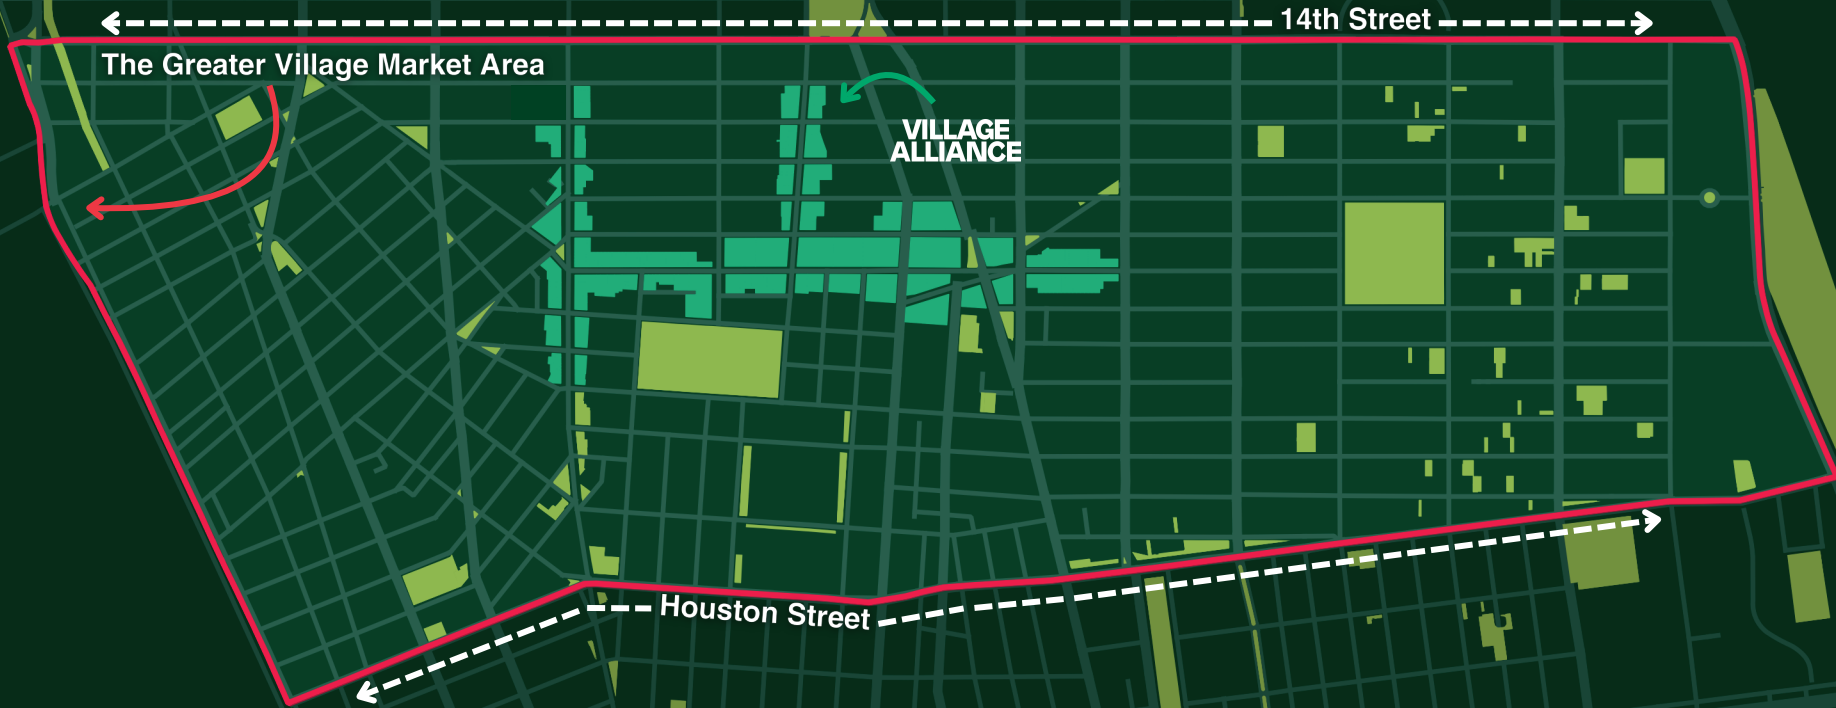 14th Street
The Greater Village Market Area
VILLAGE
ALLIANCE
Houston Street